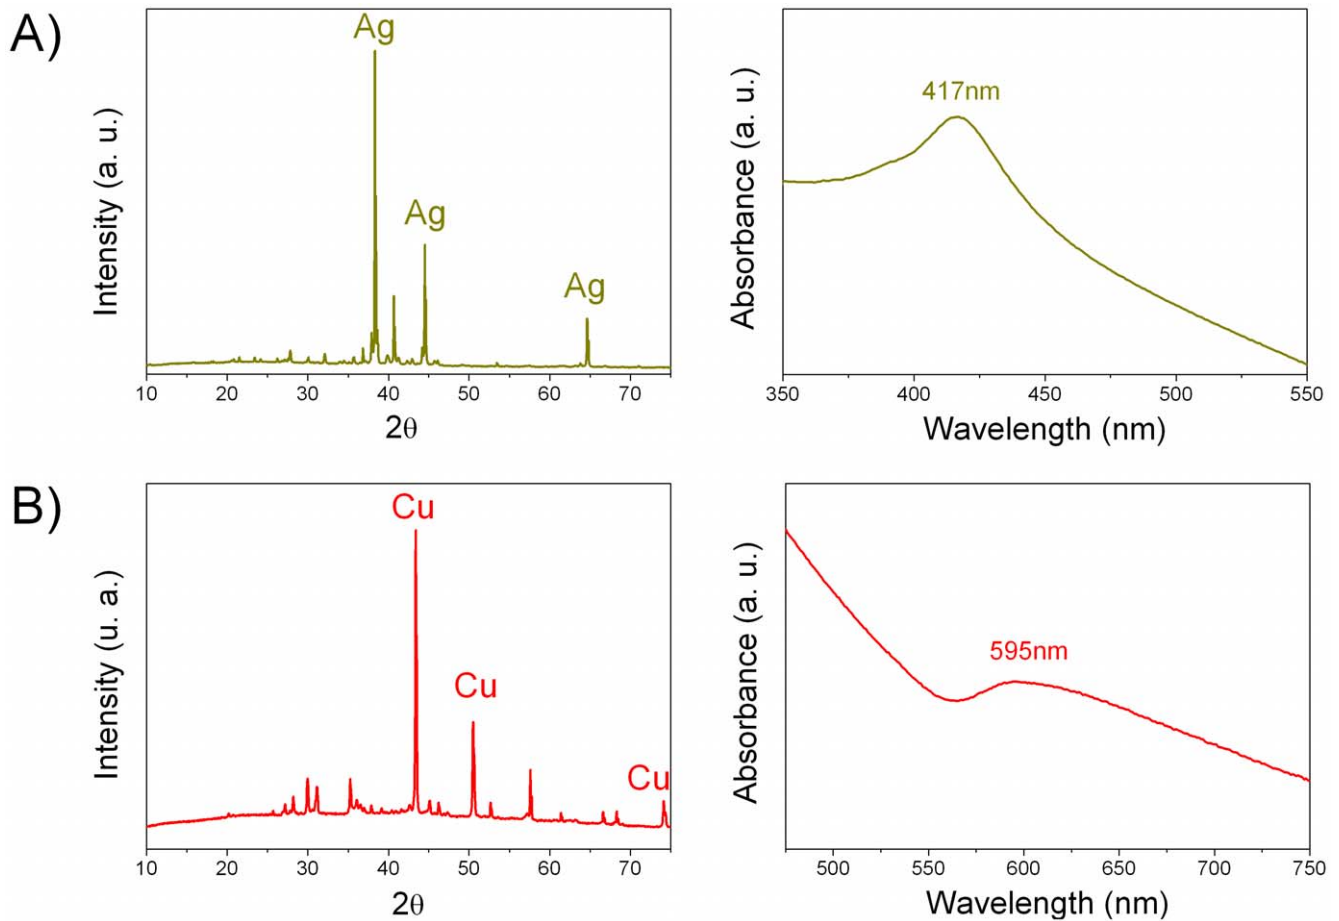 A)
Ag
Ag
Ag
Intensity (a. u.)
10 20 30 40 50 60 70
2θ
417nm
Absorbance (a. u.)
350 400 450 500 550
Wavelength (nm)
B)
Cu
Cu
Cu
Intensity (u. a.)
10 20 30 40 50 60 70
2θ
595nm
Absorbance (a. u.)
500 550 600 650 700 750
Wavelength (nm)